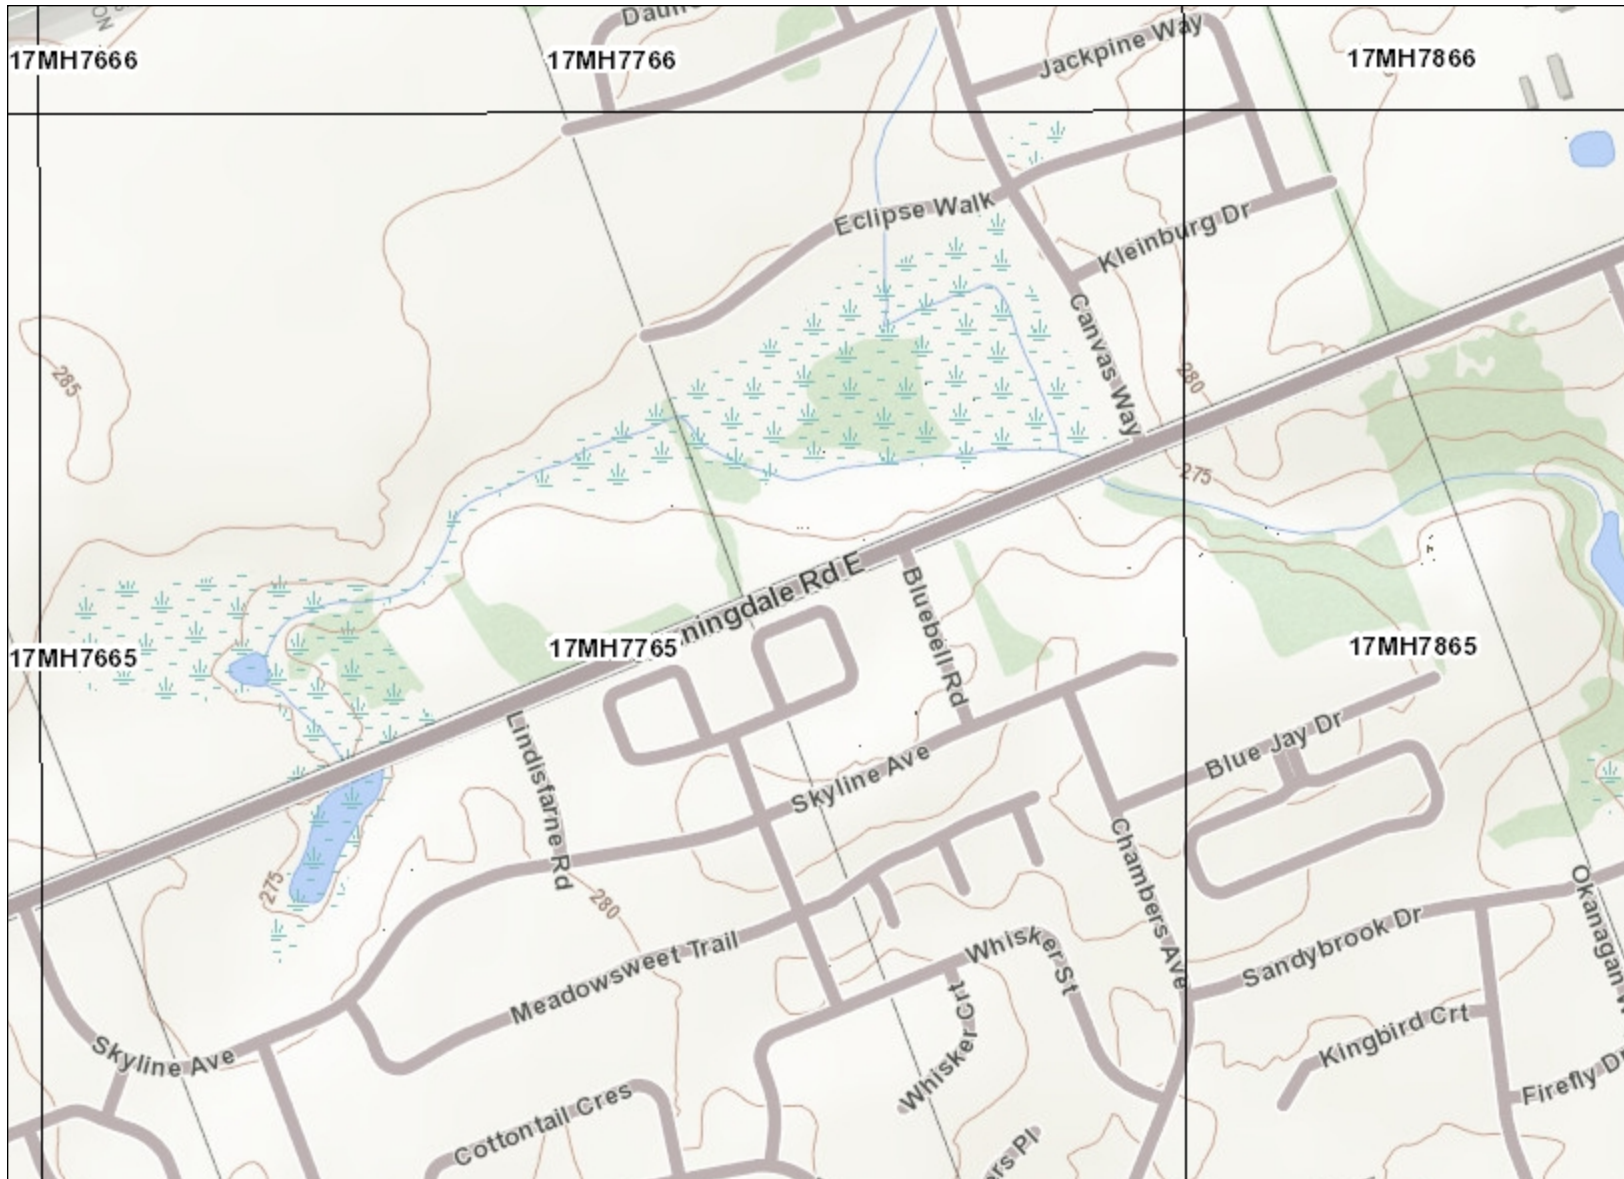 17MH7666
17MH7766
Jackpine Way
17MH7866
Eclipse Walk
Kleinburg Dr
Canvas Way
285
280
275
ningdale Rd E
Bluebell Rd
17MH7665
17MH7765
17MH7865
Lindisfarne Rd
Skyline Ave
Blue Jay Dr
Chambers Ave
275
280
Okanagan
Meadowsweet Trail
Whisker St
Sandybrook Dr
Whisker Crt
Kingbird Crt
Skyline Ave
Firefly Dr
Cottontail Cres
ers Pl